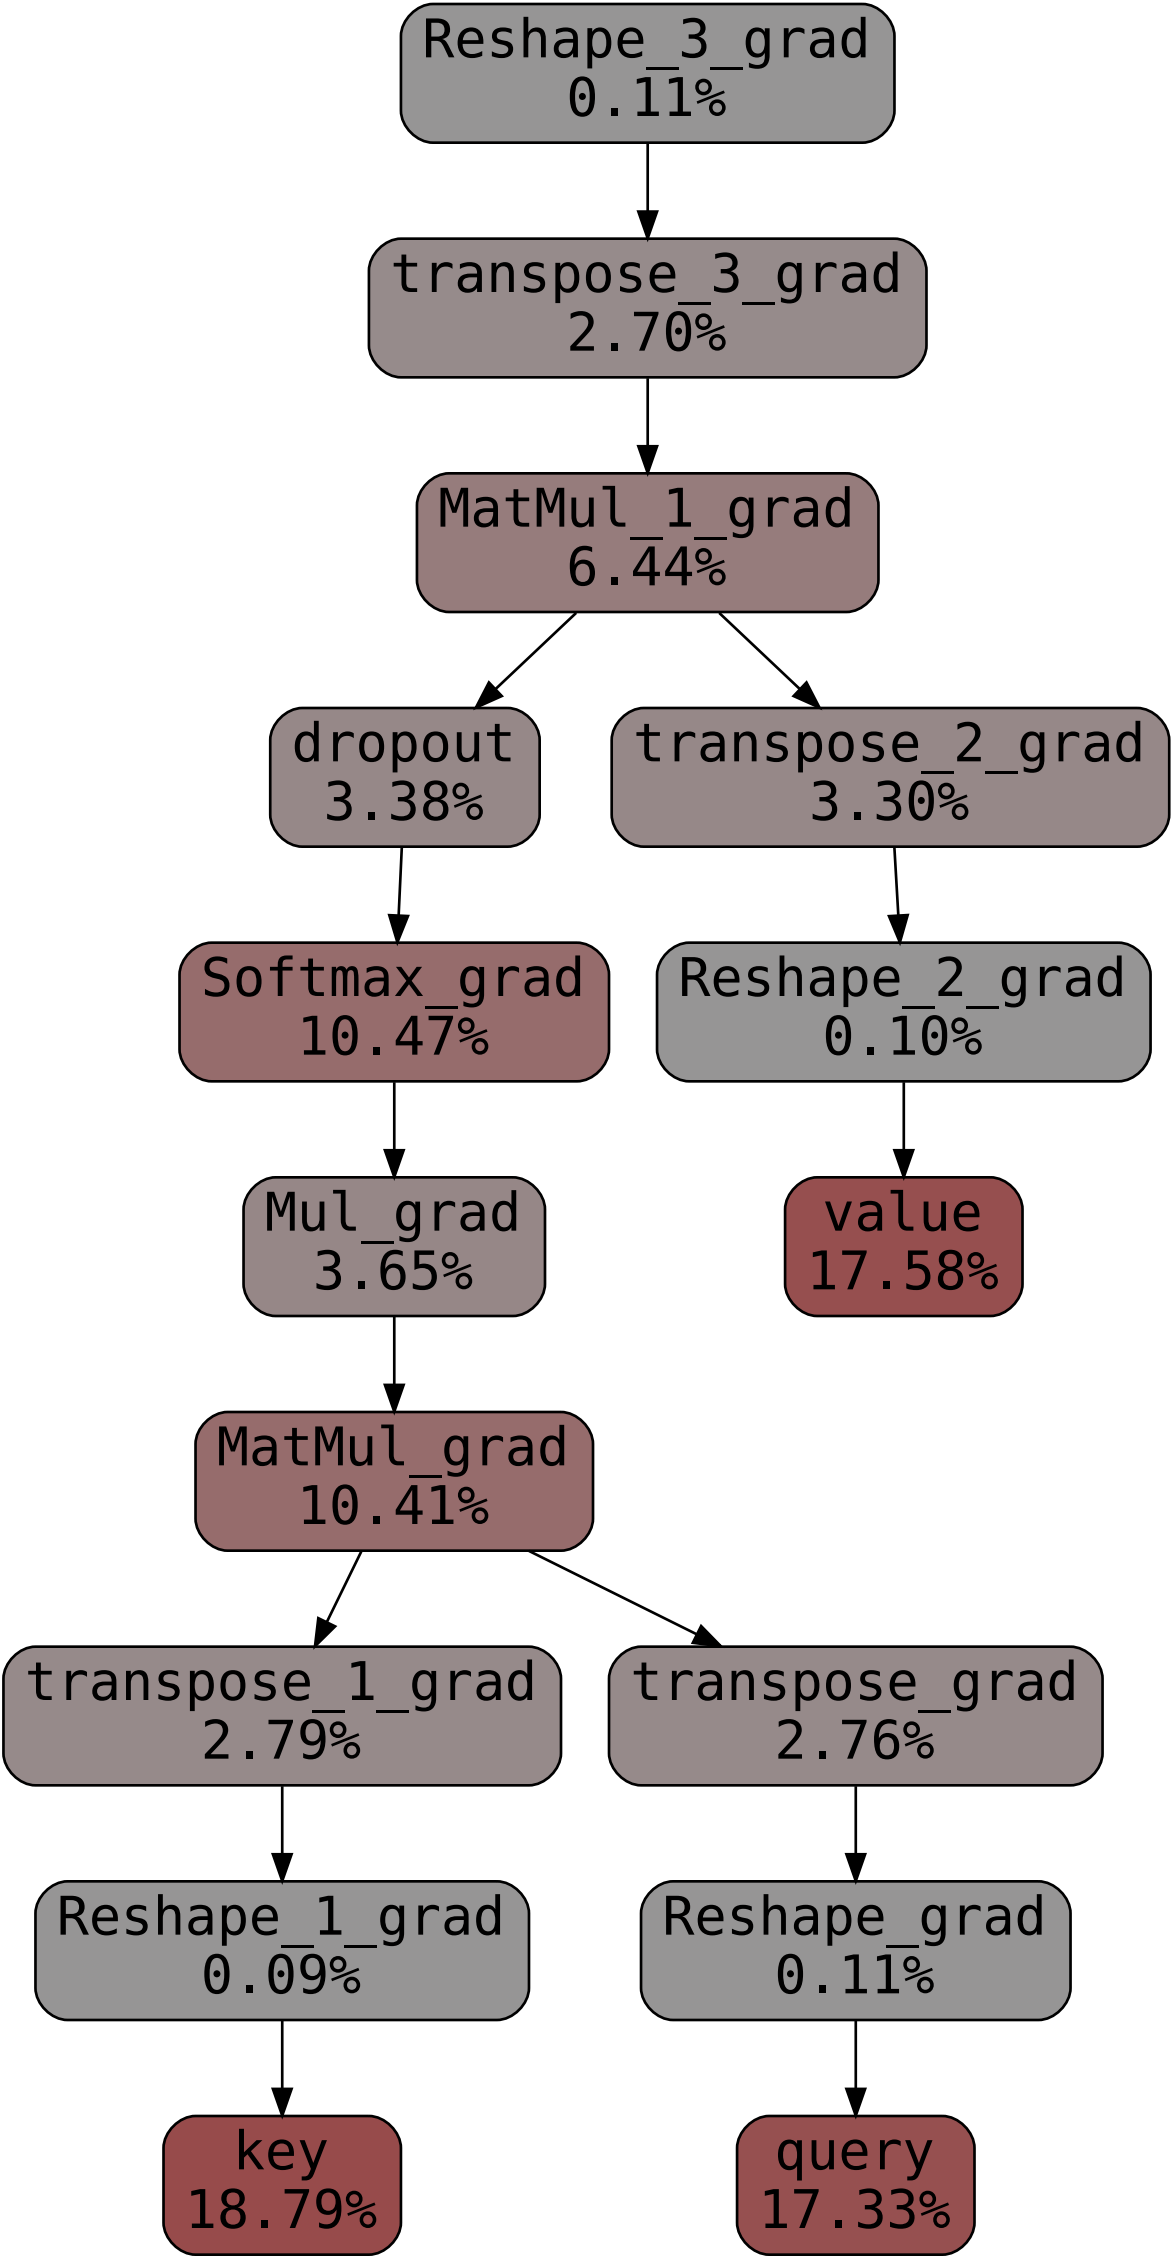 Reshape_3_grad
0.11%
transpose_3_grad
2.70%
MatMul_1_grad
6.44%
dropout
3.38%
transpose_2_grad
3.30%
Softmax_grad
10.47%
Reshape_2_grad
0.10%
Mul_grad
3.65%
value
17.58%
MatMul_grad
10.41%
transpose_1_grad
2.79%
transpose_grad
2.76%
Reshape_1_grad
0.09%
Reshape_grad
0.11%
key
18.79%
query
17.33%